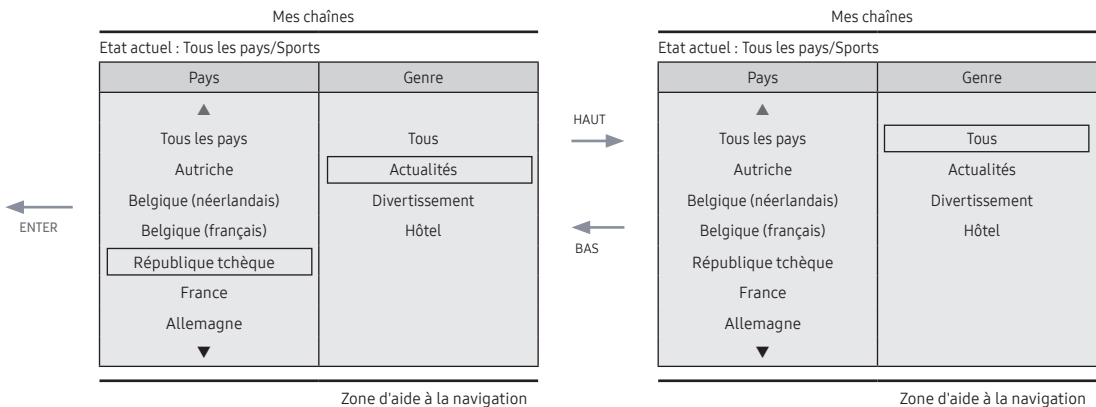 Mes chaînes
Etat actuel : Tous les pays/Sports
Pays Genre
▲
Tous les pays Tous
Autriche Actualités
Belgique (néerlandais) Divertissement
Belgique (français) Hôtel
République tchèque
France
Allemagne
▼
Zone d'aide à la navigation
ENTER
HAUT
BAS
Mes chaînes
Etat actuel : Tous les pays/Sports
Pays Genre
▲
Tous les pays Tous
Autriche Actualités
Belgique (néerlandais) Divertissement
Belgique (français) Hôtel
République tchèque
France
Allemagne
▼
Zone d'aide à la navigation